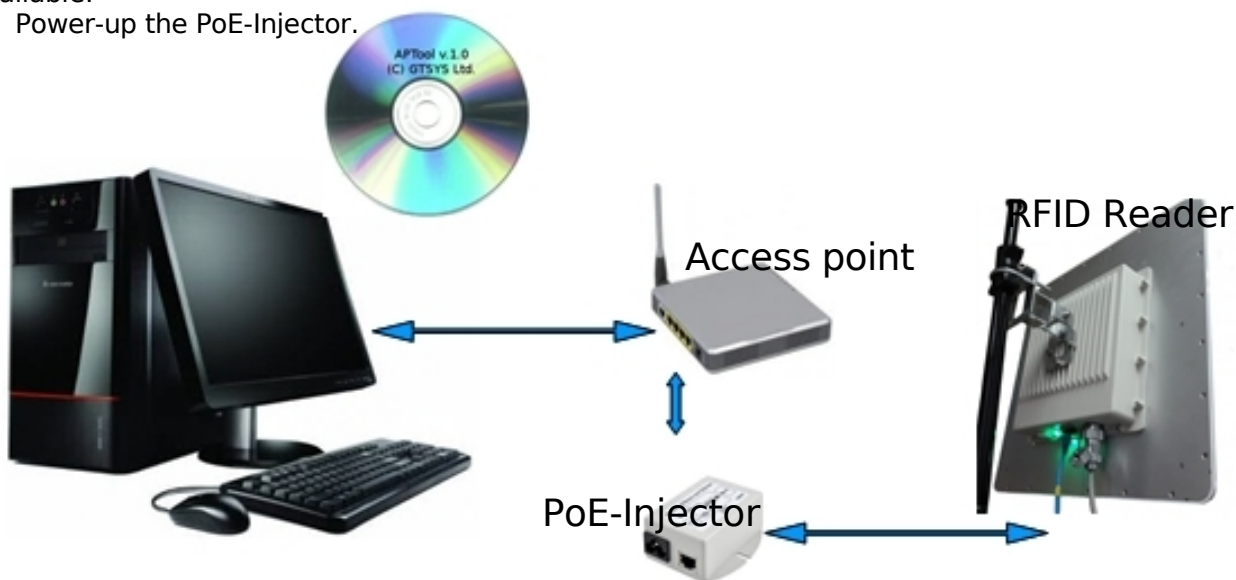 Power-up the PoE-Injector.
APTool v.1.0
(C) GTSYS Ltd.
RFID Reader
Access point
PoE-Injector